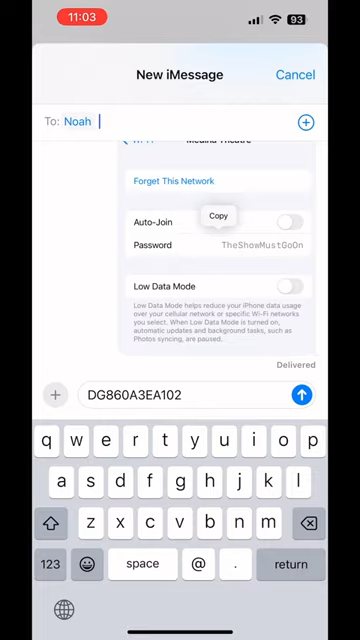 11:03
93
New iMessage
Cancel
To: Noah
Medina Theatre
Forget This Network
Copy
Auto-Join
Password
TheShowMustGoOn
Low Data Mode
Low Data Mode helps reduce your iPhone data usage
over your cellular network or specific Wi-Fi networks
you select. When Low Data Mode is turned on,
automatic updates and background tasks, such as
Photos syncing, are paused.
Delivered
DG860A3EA102
q w e r t y u i o p
a s d f g h j k l
z x c v b n m
123 space @ . return